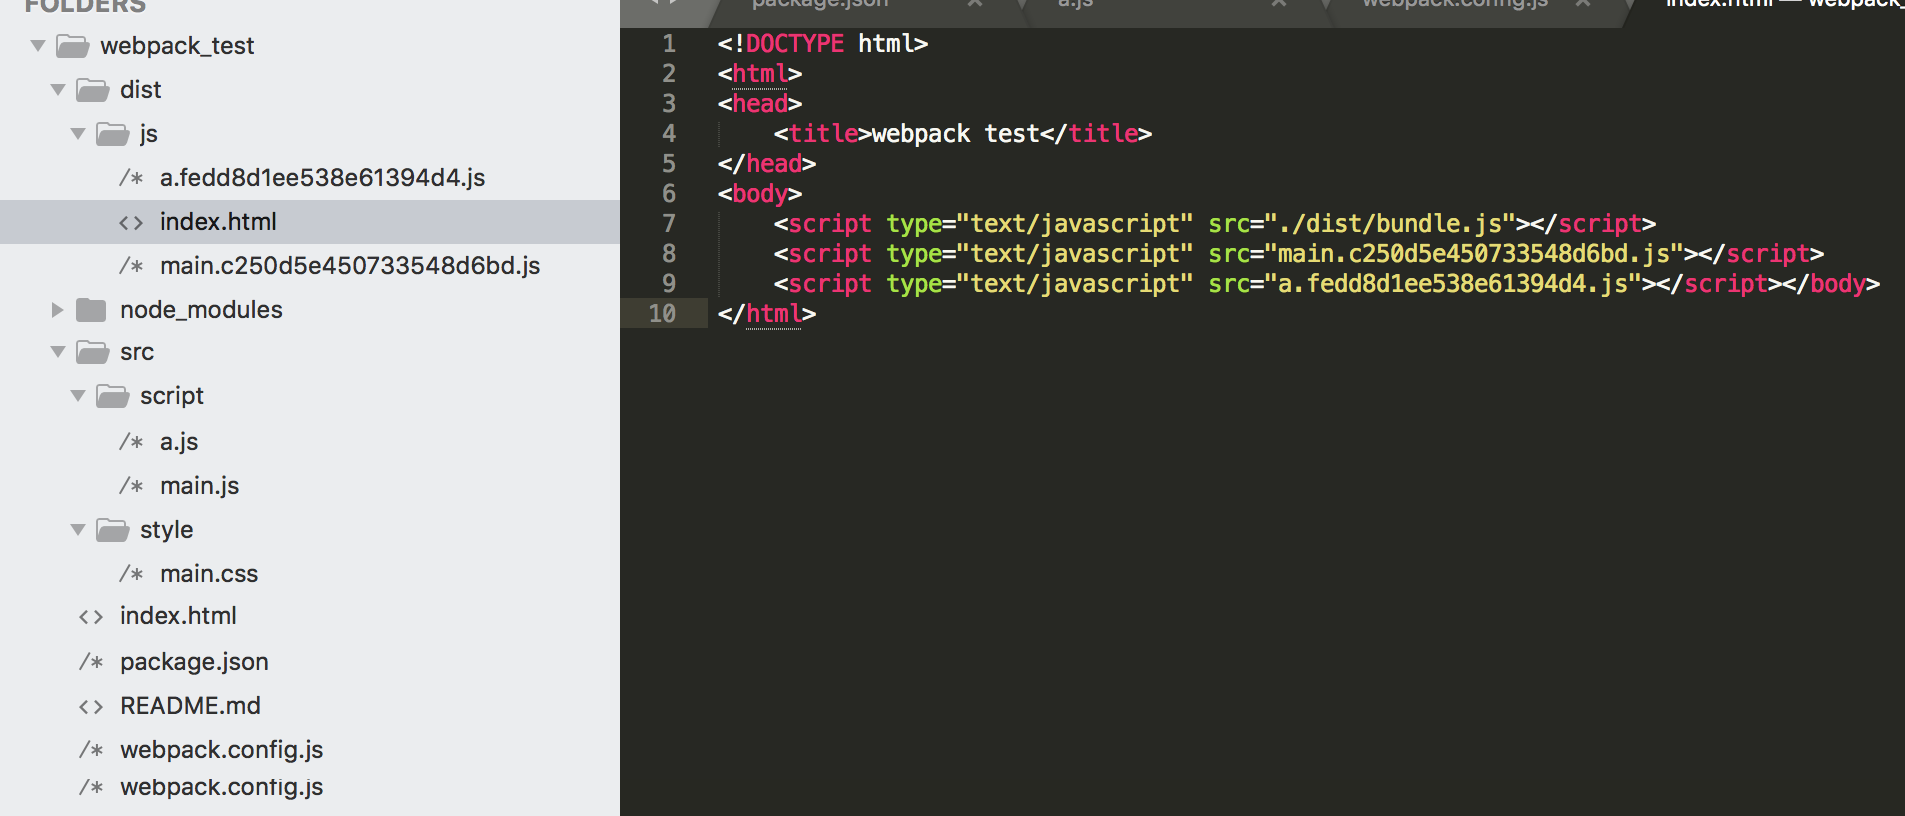 FOLDERS
webpack_test
dist
js
/* a.fedd8d1ee538e61394d4.js
<> index.html
/* main.c250d5e450733548d6bd.js
node_modules
src
script
/* a.js
/* main.js
style
/* main.css
<> index.html
/* package.json
<> README.md
/* webpack.config.js
/* webpack.config.js
package.json
a.js
webpack.config.js
index.html — webpack_
1 <!DOCTYPE html>
2 <html>
3 <head>
4 <title>webpack test</title>
5 </head>
6 <body>
7 <script type="text/javascript" src="./dist/bundle.js"></script>
8 <script type="text/javascript" src="main.c250d5e450733548d6bd.js"></script>
9 <script type="text/javascript" src="a.fedd8d1ee538e61394d4.js"></script></body>
10 </html>